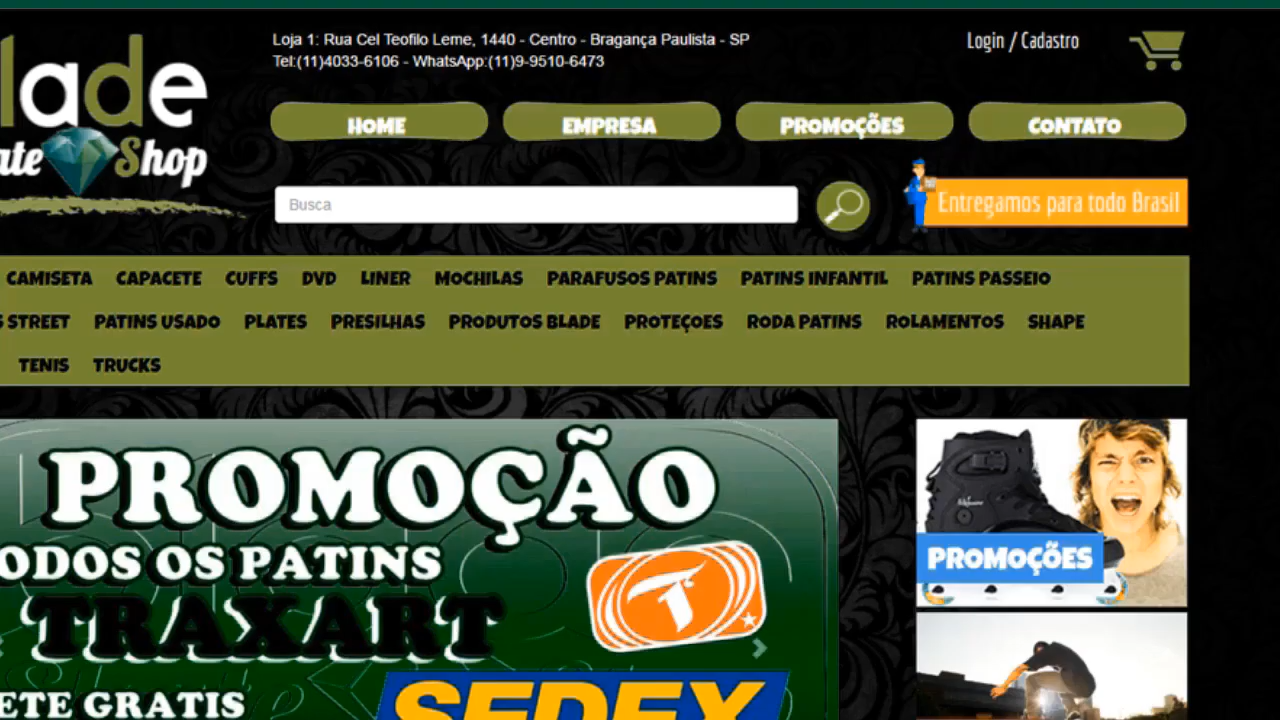 lade
ate Shop
Loja 1: Rua Cel Teofilo Leme, 1440 - Centro - Bragança Paulista - SP
Tel:(11)4033-6106 - WhatsApp:(11)9-9510-6473
Login / Cadastro
HOME EMPRESA PROMOÇÕES CONTATO
Busca
Entregamos para todo Brasil
CAMISETA CAPACETE CUFFS DVD LINER MOCHILAS PARAFUSOS PATINS PATINS INFANTIL PATINS PASSEIO
S STREET PATINS USADO PLATES PRESILHAS PRODUTOS BLADE PROTEÇOES RODA PATINS ROLAMENTOS SHAPE
TENIS TRUCKS
PROMOÇÃO
ODOS OS PATINS
TRAXART
T
ETE GRATIS
SEDEX
PROMOÇÕES